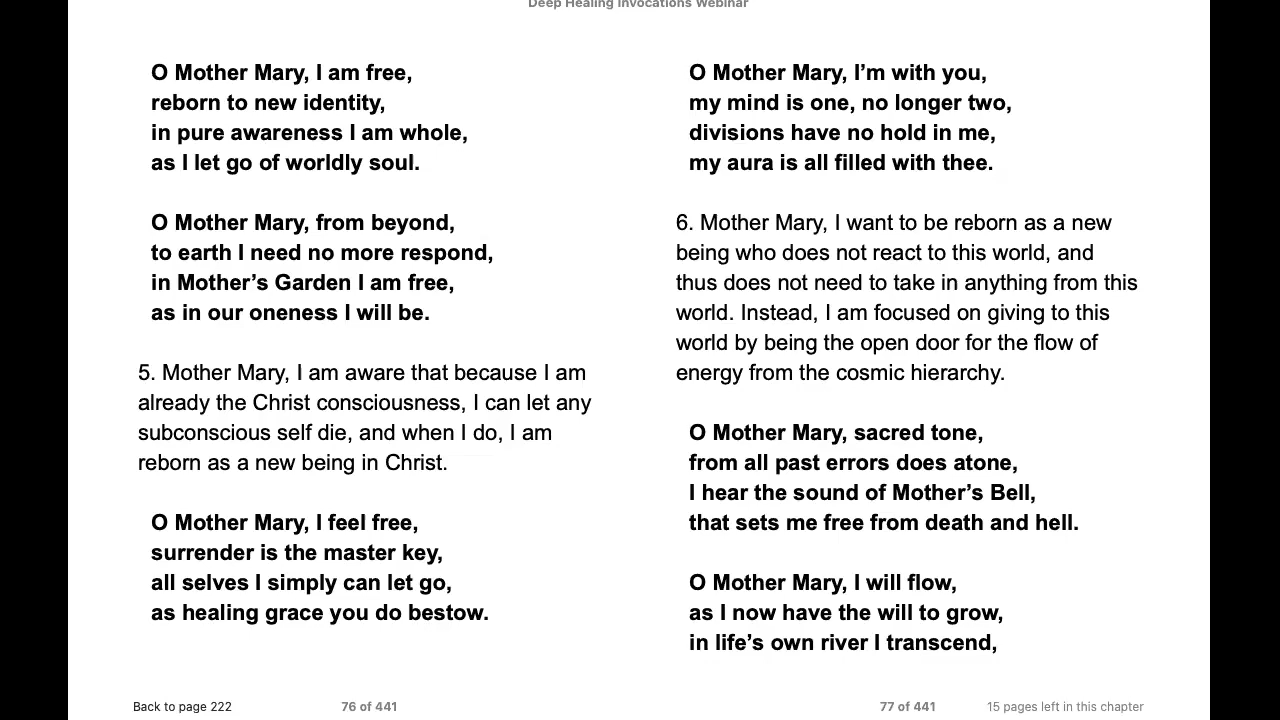 Deep Healing Invocations Webinar
O Mother Mary, I am free,
reborn to new identity,
in pure awareness I am whole,
as I let go of worldly soul.
O Mother Mary, from beyond,
to earth I need no more respond,
in Mother’s Garden I am free,
as in our oneness I will be.
5. Mother Mary, I am aware that because I am
already the Christ consciousness, I can let any
subconscious self die, and when I do, I am
reborn as a new being in Christ.
O Mother Mary, I feel free,
surrender is the master key,
all selves I simply can let go,
as healing grace you do bestow.
O Mother Mary, I’m with you,
my mind is one, no longer two,
divisions have no hold in me,
my aura is all filled with thee.
6. Mother Mary, I want to be reborn as a new
being who does not react to this world, and
thus does not need to take in anything from this
world. Instead, I am focused on giving to this
world by being the open door for the flow of
energy from the cosmic hierarchy.
O Mother Mary, sacred tone,
from all past errors does atone,
I hear the sound of Mother’s Bell,
that sets me free from death and hell.
O Mother Mary, I will flow,
as I now have the will to grow,
in life’s own river I transcend,
Back to page 222
76 of 441
77 of 441
15 pages left in this chapter